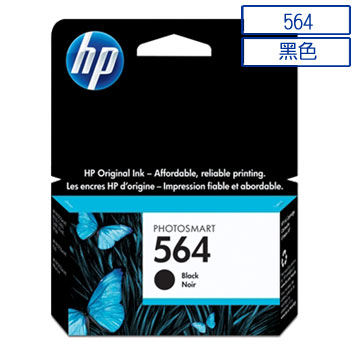 564
黑色
hp
HP Original Ink – Affordable, reliable printing.
Les encres HP d'origine – Impression fiable et abordable.
PHOTOSMART
564
Black
Noir